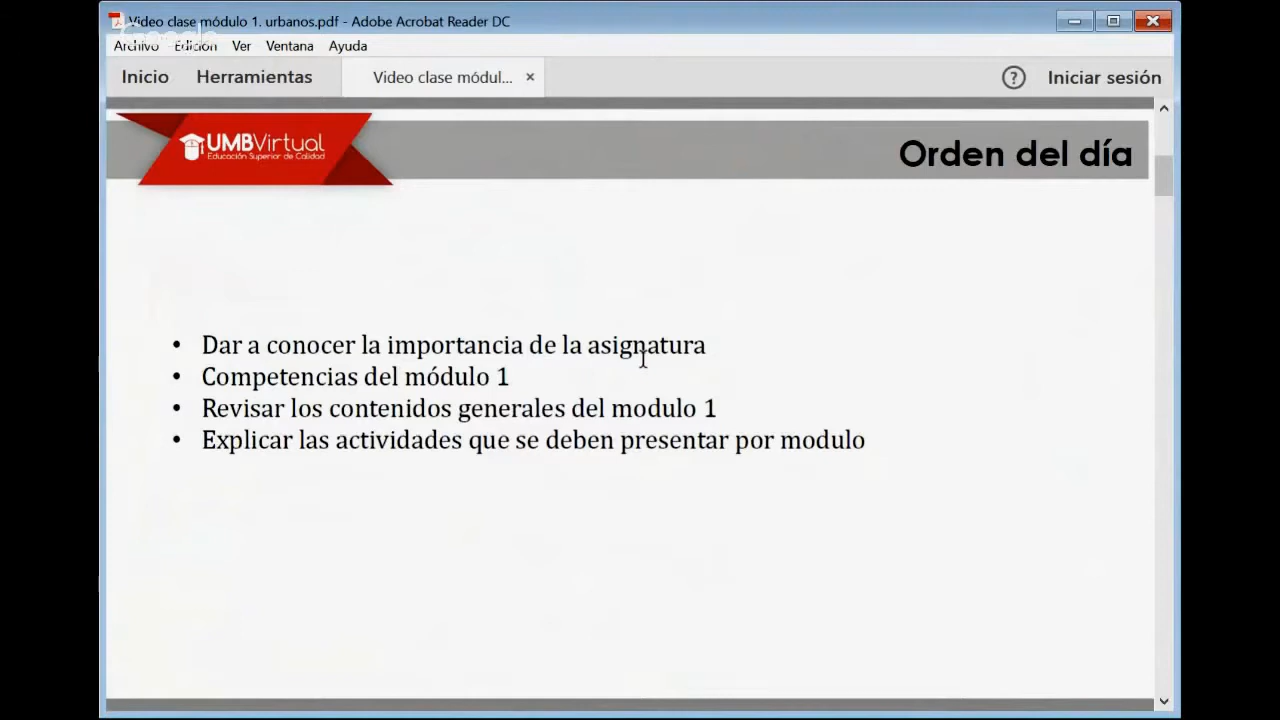 Video clase módulo 1. urbanos.pdf - Adobe Acrobat Reader DC
Google
Archivo Edición Ver Ventana Ayuda
Inicio Herramientas Video clase módul... × ? Iniciar sesión
UMBVirtual
Educación Superior de Calidad
Orden del día
• Dar a conocer la importancia de la asignatura
• Competencias del módulo 1
• Revisar los contenidos generales del modulo 1
• Explicar las actividades que se deben presentar por modulo